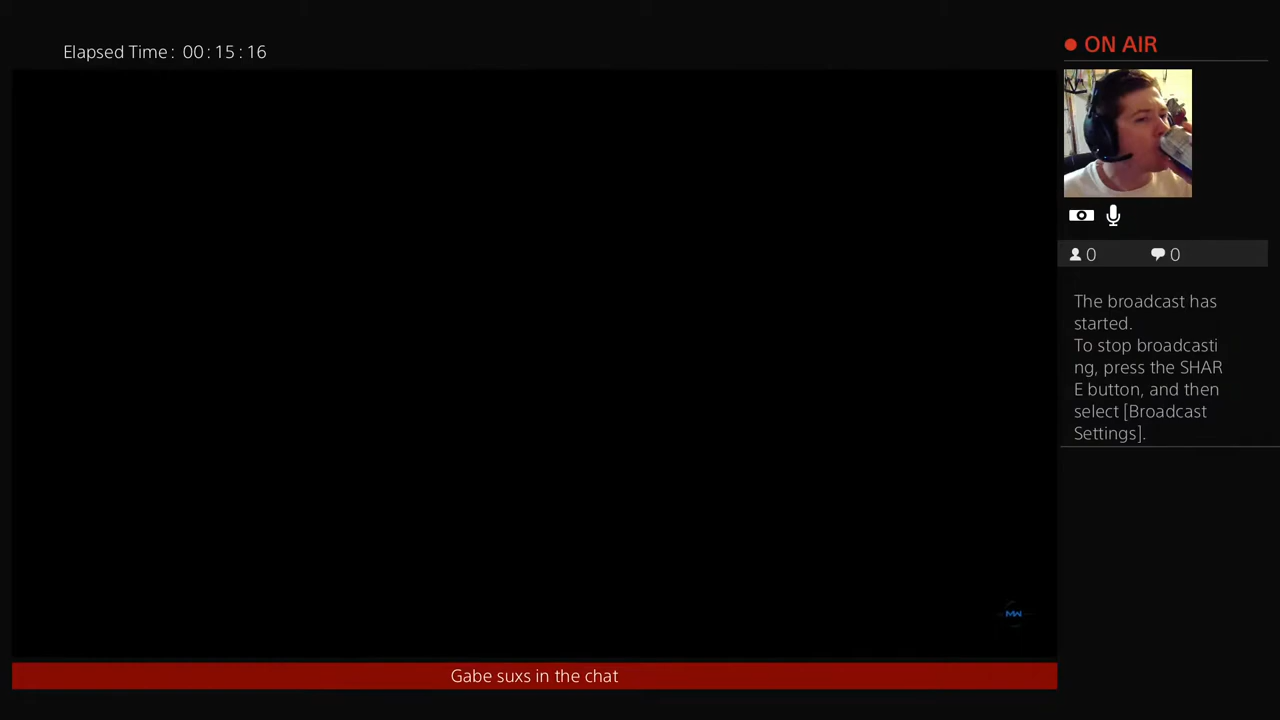 Elapsed Time: 00:15:16
ON AIR
0 0
The broadcast has
started.
To stop broadcasti
ng, press the SHAR
E button, and then
select [Broadcast
Settings].
MW
Gabe suxs in the chat